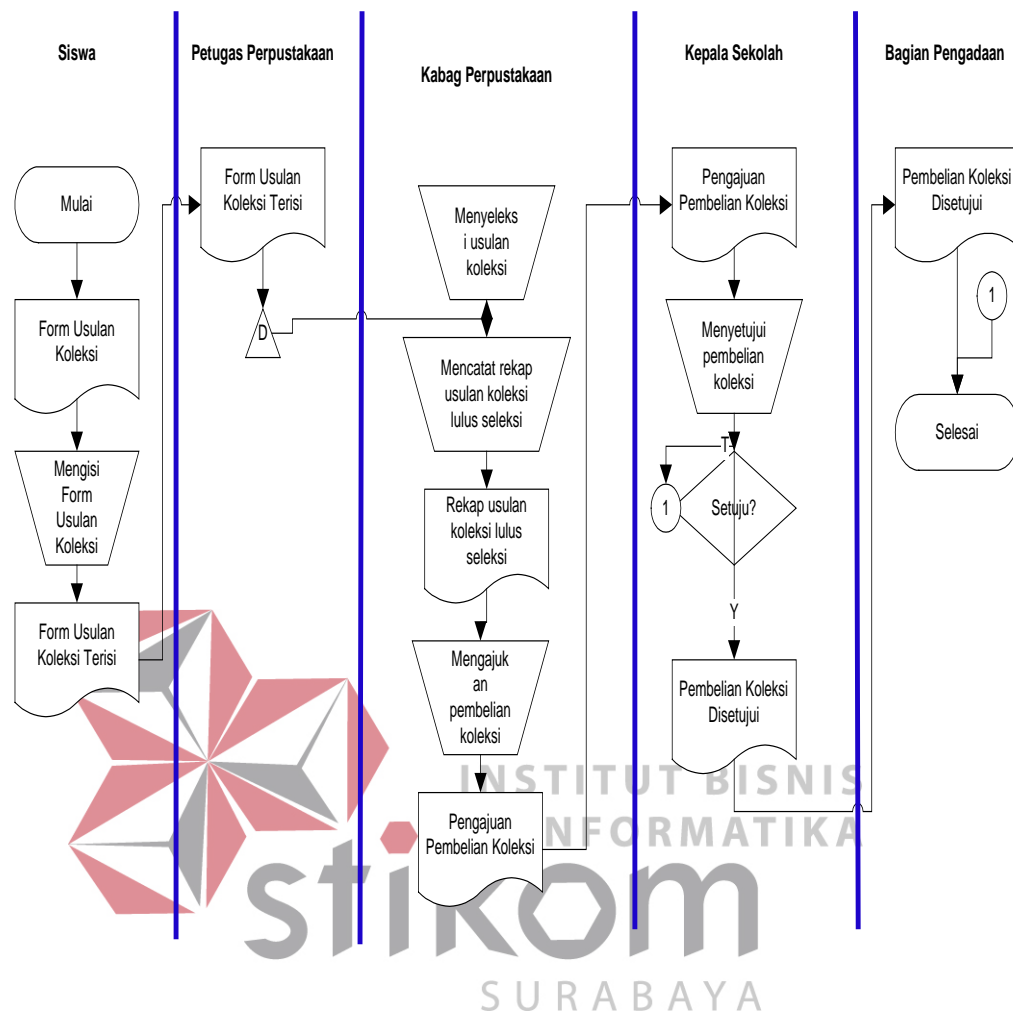 Siswa
Petugas Perpustakaan
Kabag Perpustakaan
Kepala Sekolah
Bagian Pengadaan
Mulai
Form Usulan
Koleksi
Mengisi
Form
Usulan
Koleksi
Form Usulan
Koleksi Terisi
Form Usulan
Koleksi Terisi
D
Menyeleks
i usulan
koleksi
Mencatat rekap
usulan koleksi
lulus seleksi
Rekap usulan
koleksi lulus
seleksi
Mengajuk
an
pembelian
koleksi
Pengajuan
Pembelian Koleksi
Pengajuan
Pembelian Koleksi
Menyetujui
pembelian
koleksi
T
1
Setuju?
Y
Pembelian Koleksi
Disetujui
Pembelian Koleksi
Disetujui
1
Selesai
INSTITUT BISNIS
INFORMATIKA
stikom
SURABAYA